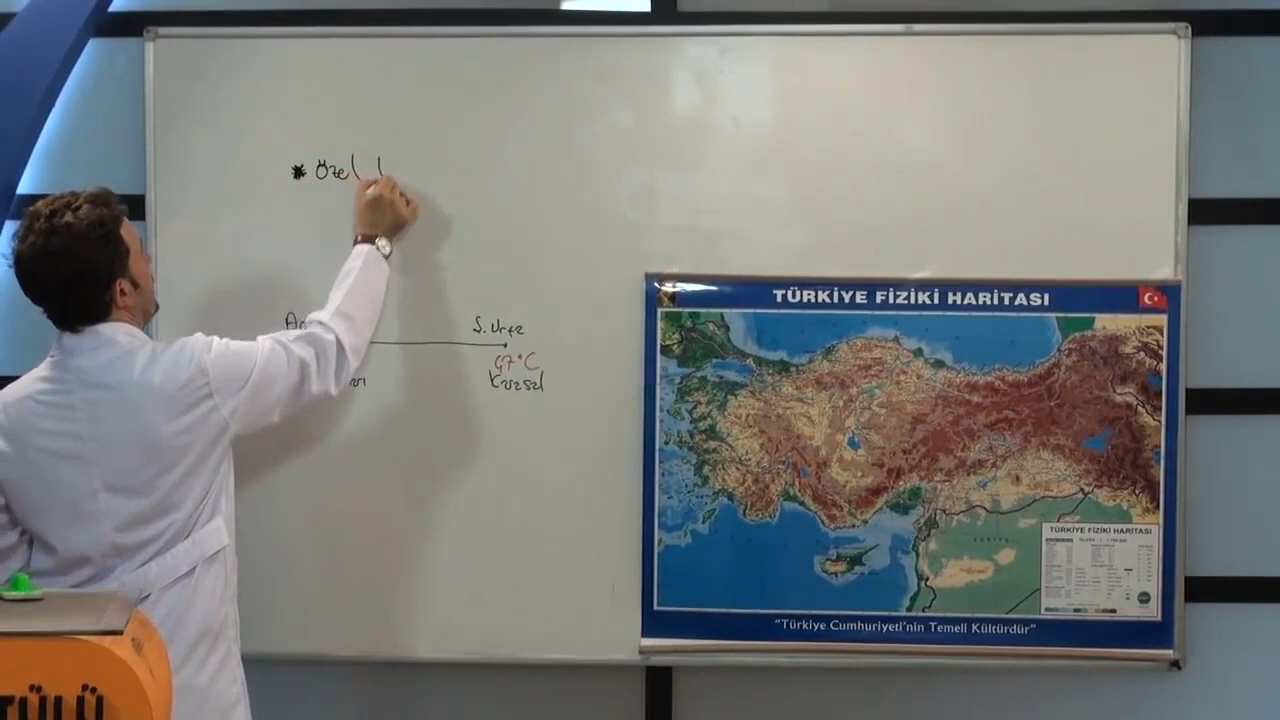 * Özel
Ş. Urfa
47°C
Karasal
TÜRKİYE FİZİKİ HARİTASI
TÜRKİYE FİZİKİ HARİTASI
"Türkiye Cumhuriyeti'nin Temeli Kültürdür"
TÜLÜ